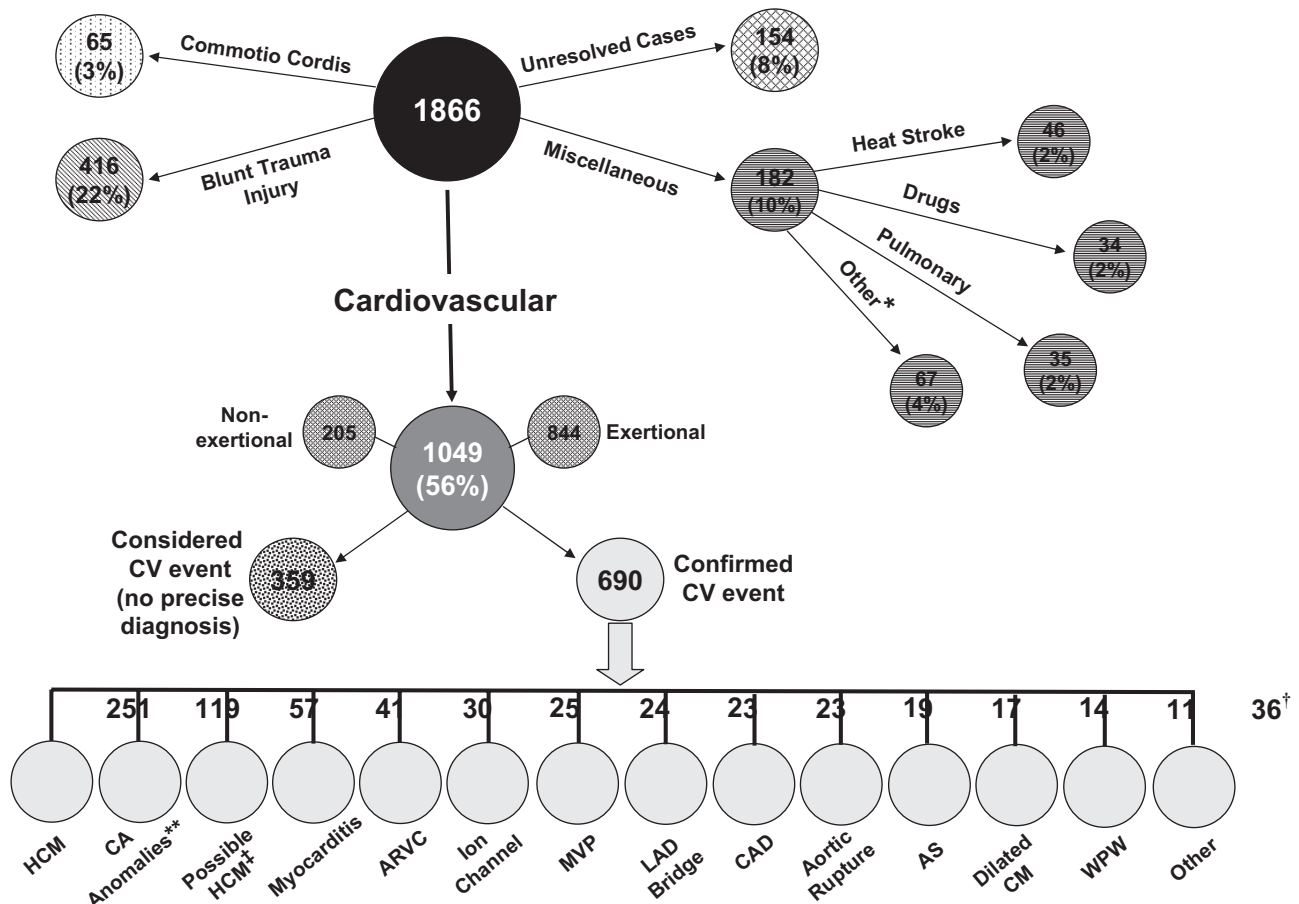 65
(3%)
Commotio Cordis
1866
Unresolved Cases
154
(8%)
416
(22%)
Blunt Trauma
Injury
Miscellaneous
182
(10%)
Heat Stroke
46
(2%)
Drugs
34
(2%)
Pulmonary
35
(2%)
Other*
67
(4%)
Cardiovascular
Non-
exertional
205
844
Exertional
1049
(56%)
Considered
CV event
(no precise
diagnosis)
359
690
Confirmed
CV event
251 119 57 41 30 25 24 23 23 19 17 14 11 36†
HCM
CA
Anomalies**
Possible
HCM‡
Myocarditis
ARVC
Ion
Channel
MVP
LAD
Bridge
CAD
Aortic
Rupture
AS
Dilated
CM
WPW
Other